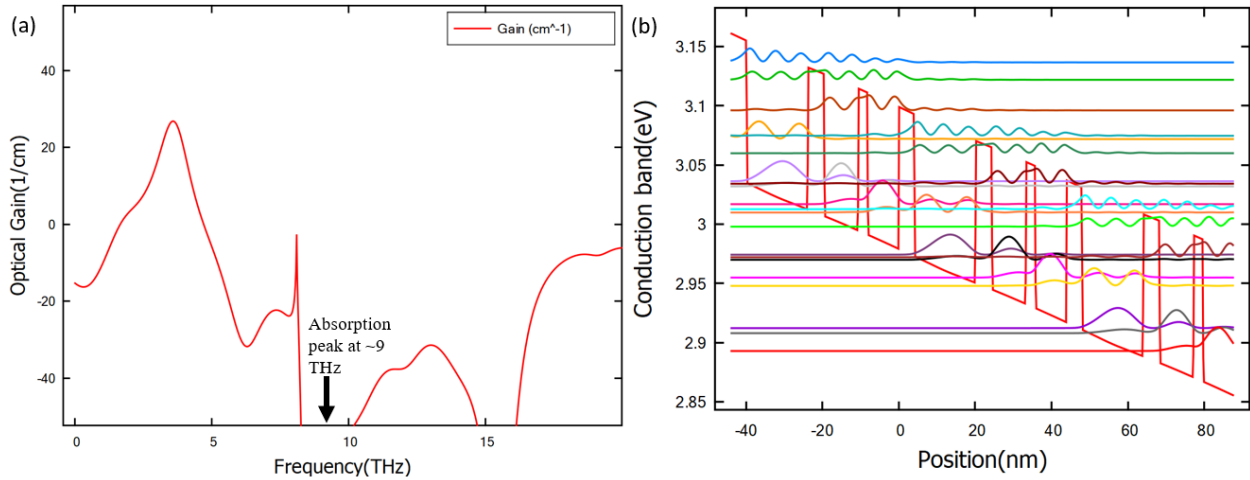 (a)
Gain (cm^-1)
Optical Gain(1/cm)
40
20
0
-20
-40
Absorption
peak at ~9
THz
0
5
10
15
Frequency(THz)
(b)
Conduction band(eV)
3.15
3.1
3.05
3
2.95
2.9
2.85
-40
-20
0
20
40
60
80
Position(nm)